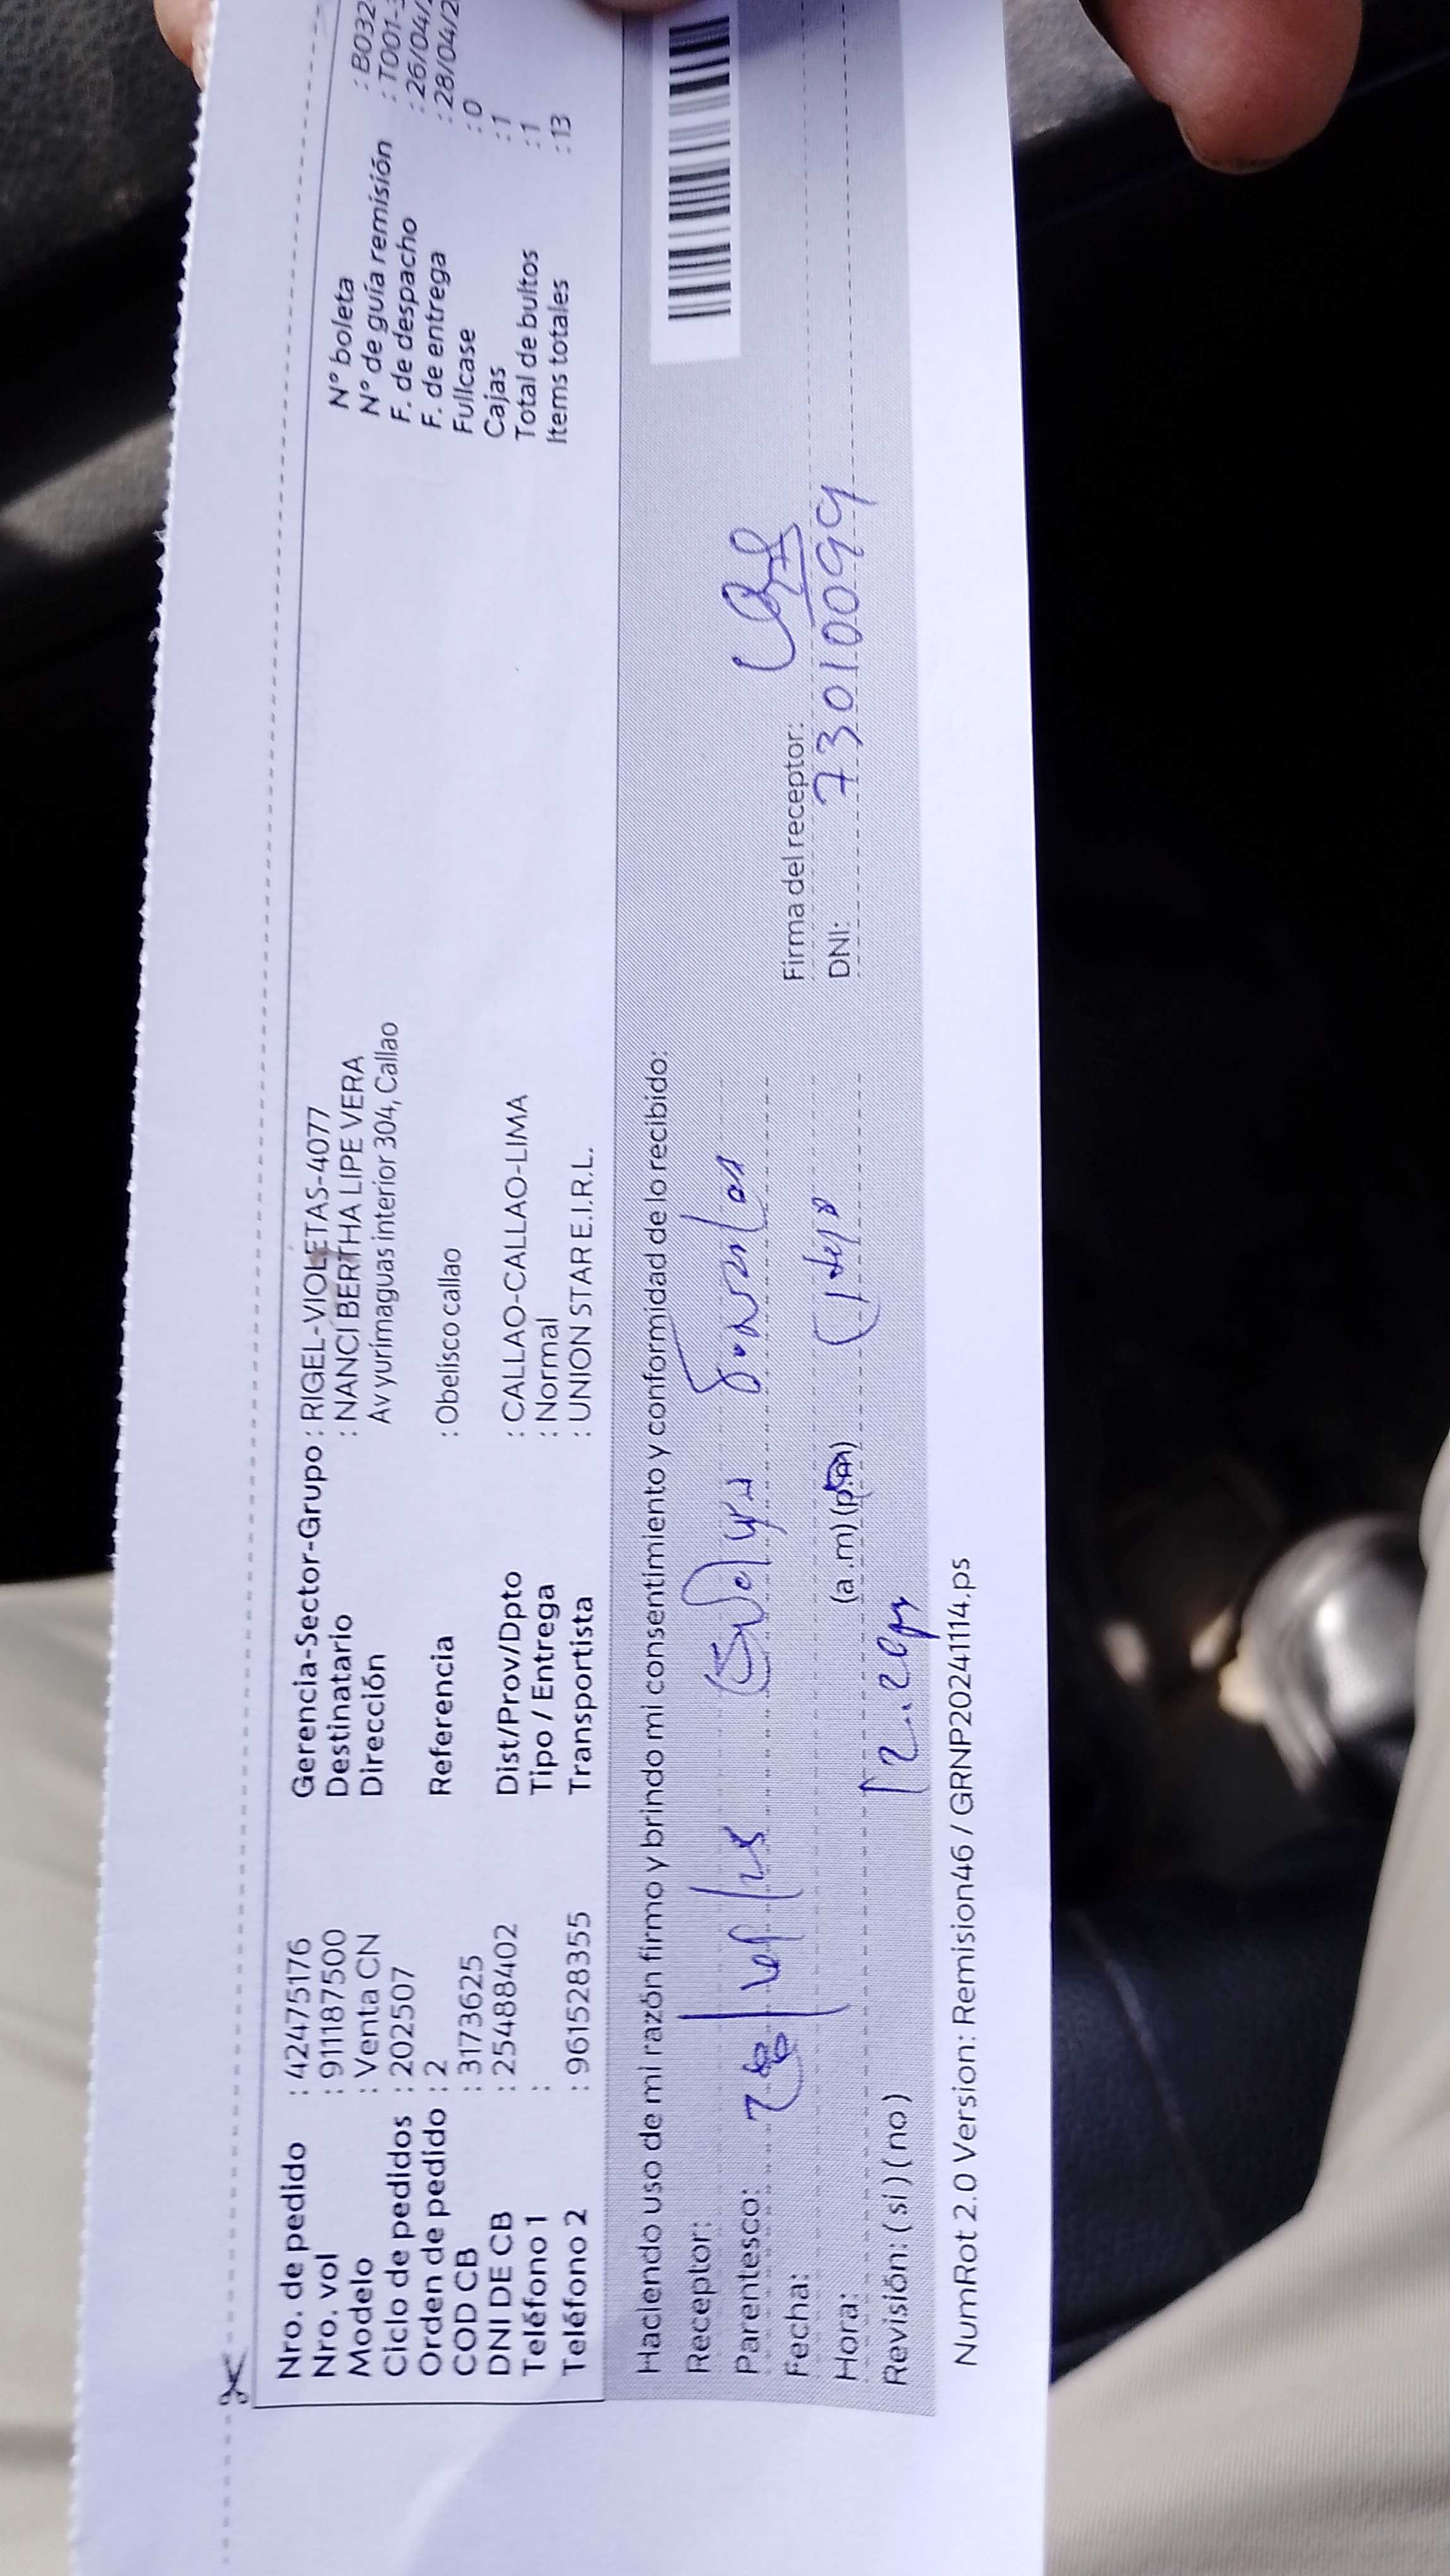 Nro. de pedido : 42475176
Nro. vol : 911187500
Modelo : Venta CN
Ciclo de pedidos : 202507
Orden de pedido : 2
COD CB : 3173625
DNI DE CB : 25488402
Teléfono 1 :
Teléfono 2 : 961528355
Gerencia-Sector-Grupo : RIGEL-VIOLETAS-4077
Destinatario : NANCI BERTHA LIPE VERA
Dirección Av yurimaguas interior 304, Callao
Referencia : Obelisco callao
Dist/Prov/Dpto : CALLAO-CALLAO-LIMA
Tipo / Entrega : Normal
Transportista : UNION STAR E.I.R.L.
N° boleta : B032
N° de guía remisión : T001-
F. de despacho : 26/04/
F. de entrega : 28/04/2
Fullcase : 0
Cajas : 1
Total de bultos : 1
Items totales : 13
Haciendo uso de mi razón firmo y brindo mi consentimiento y conformidad de lo recibido:
Receptor:
Parentesco:
Fecha:
Hora: (a.m) (p.m)
Revisión: ( si ) ( no )
Firma del receptor:
DNI: 73010099
NumRot 2.0 Version: Remision46 / GRNP20241114.ps